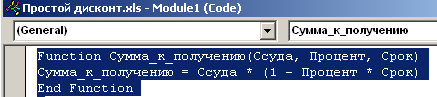 Простой дисконт.xls - Module1 (Code)
(General) Сумма_к_получению
Function Сумма_к_получению(Ссуда, Процент, Срок)
Сумма_к_получению = Ссуда * (1 - Процент * Срок)
End Function